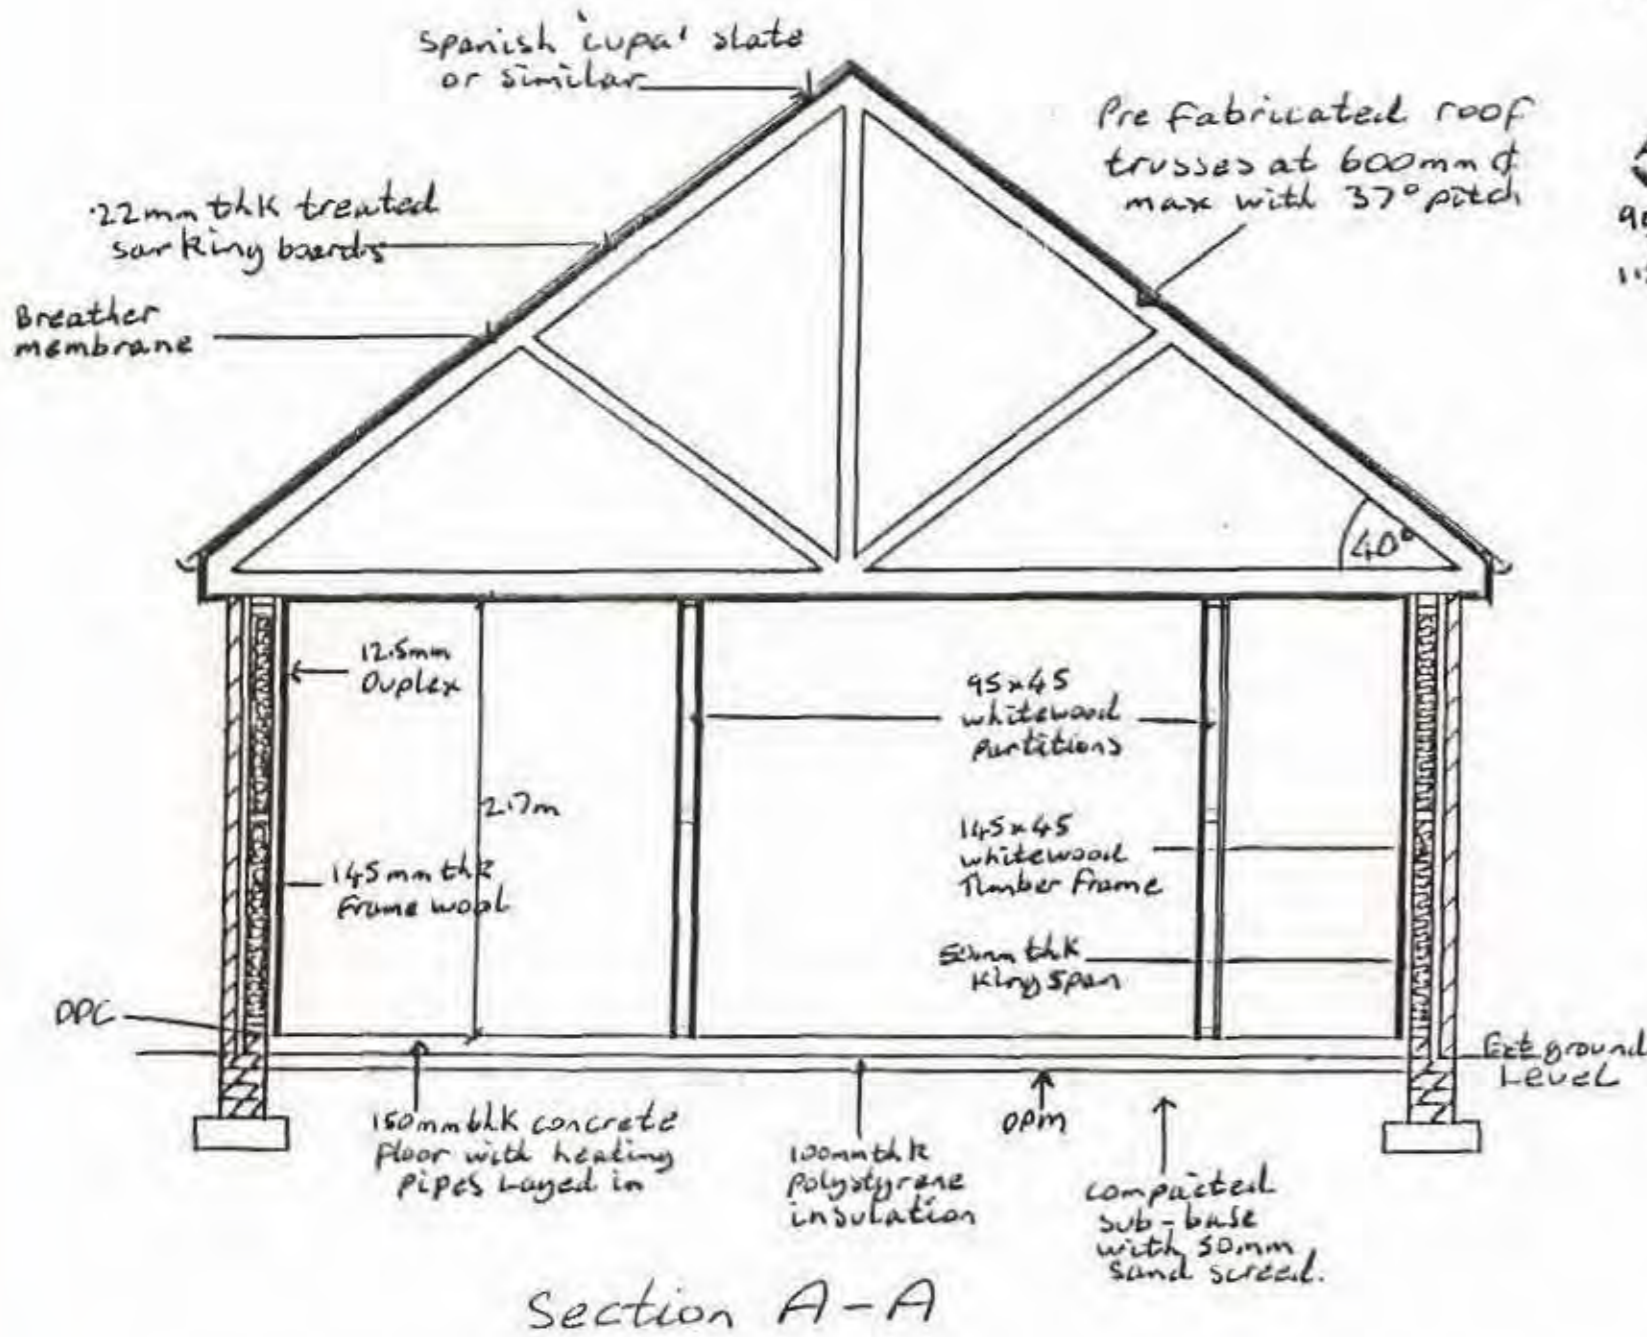 Spanish 'cupa' slate
or similar
Pre fabricated roof
trusses at 600mm ¢
max with 37° pitch
22mm thk treated
sarking boards
Breather
membrane
40°
12.5mm
Duplex
95x45
whitewood
partitions
2.7m
145x45
whitewood
Timber Frame
145mm thk
Frame wool
50mm thk
King Span
DPC
Ext ground
Level
150mm thk concrete
floor with heating
pipes Layed in
100mm thk
polystyrene
insulation
DPM
compacted
sub-base
with 50mm
sand screed.
Section A-A